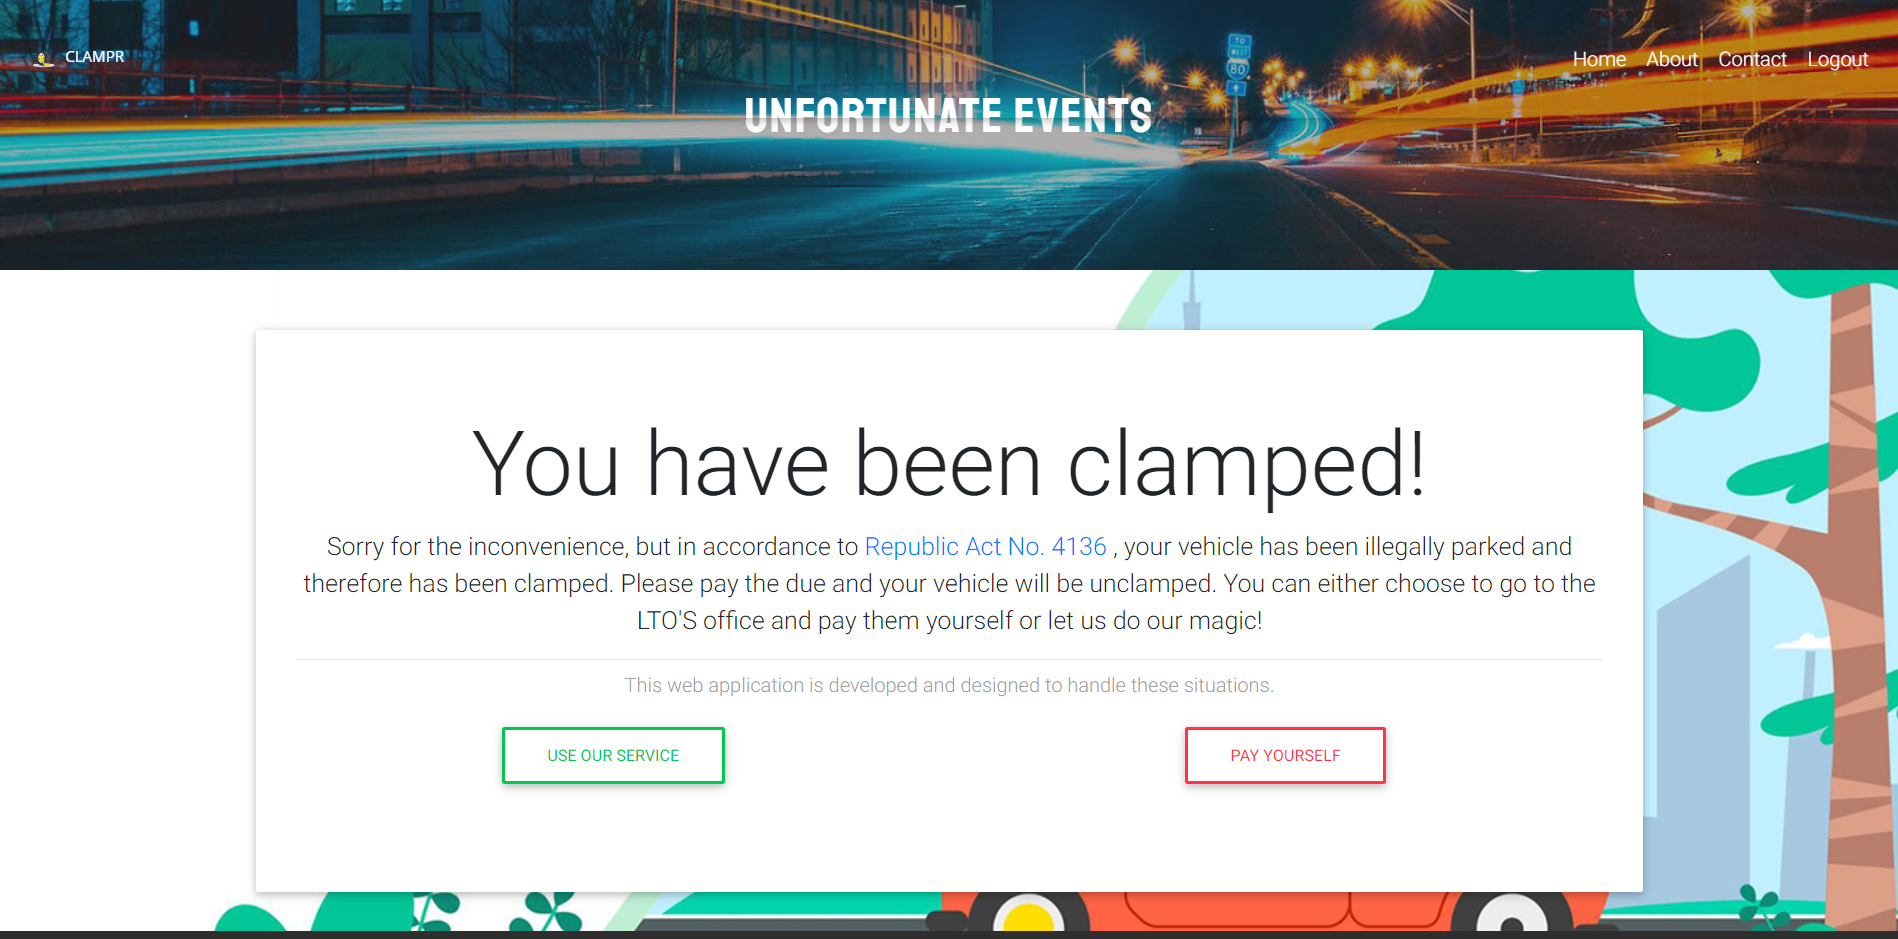 CLAMPR
Home About Contact Logout
UNFORTUNATE EVENTS
TO
WEST
80
You have been clamped!
Sorry for the inconvenience, but in accordance to Republic Act No. 4136 , your vehicle has been illegally parked and
therefore has been clamped. Please pay the due and your vehicle will be unclamped. You can either choose to go to the
LTO'S office and pay them yourself or let us do our magic!
This web application is developed and designed to handle these situations.
USE OUR SERVICE PAY YOURSELF